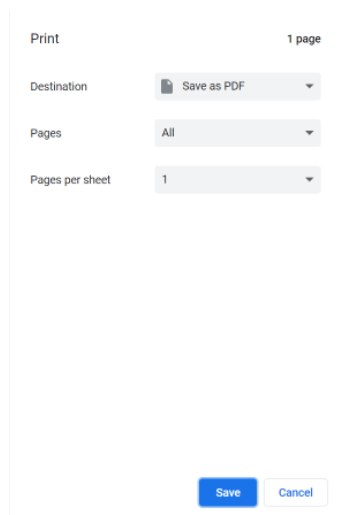 Print 1 page
Destination Save as PDF
Pages All
Pages per sheet 1
Save Cancel